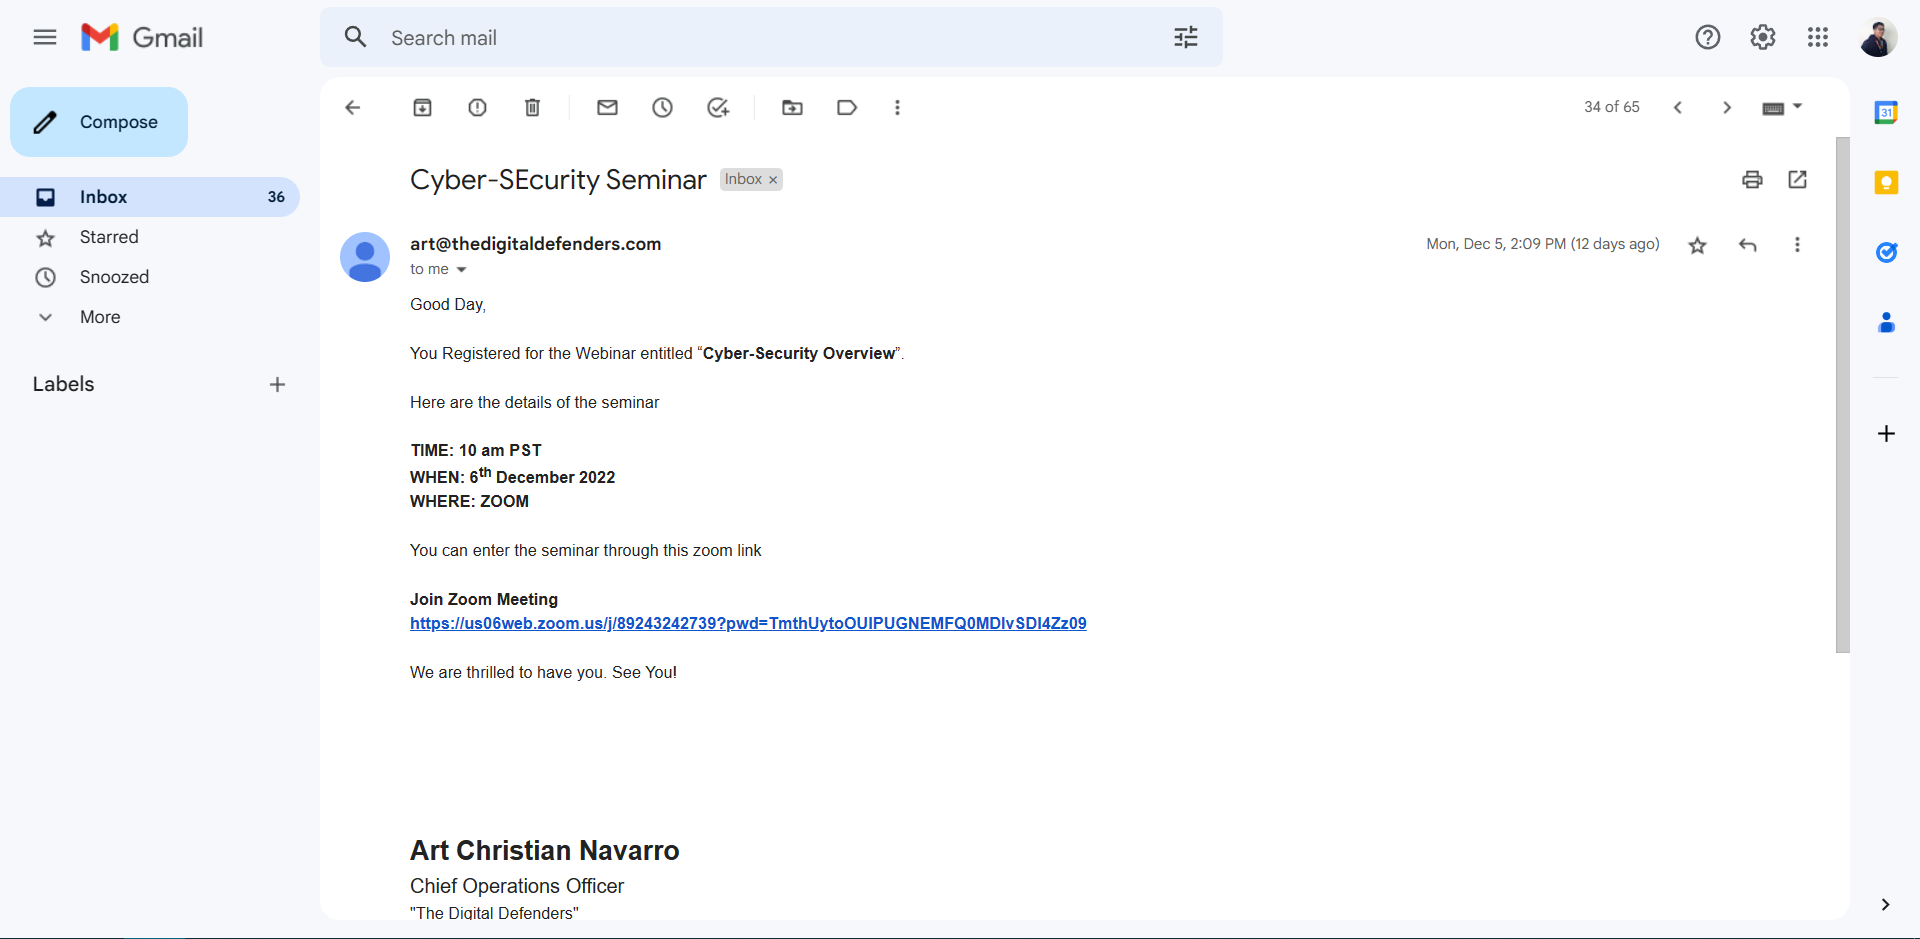 Gmail
Search mail
Compose
34 of 65
31
Inbox 36
Starred
Snoozed
More
Labels
Cyber-SEcurity Seminar Inbox ×
art@thedigitaldefenders.com
Mon, Dec 5, 2:09 PM (12 days ago)
to me
Good Day,
You Registered for the Webinar entitled “Cyber-Security Overview”.
Here are the details of the seminar
TIME: 10 am PST
WHEN: 6th December 2022
WHERE: ZOOM
You can enter the seminar through this zoom link
Join Zoom Meeting
https://us06web.zoom.us/j/89243242739?pwd=TmthUytoOUlPUGNEMFQ0MDlvSDI4Zz09
We are thrilled to have you. See You!
Art Christian Navarro
Chief Operations Officer
"The Digital Defenders"